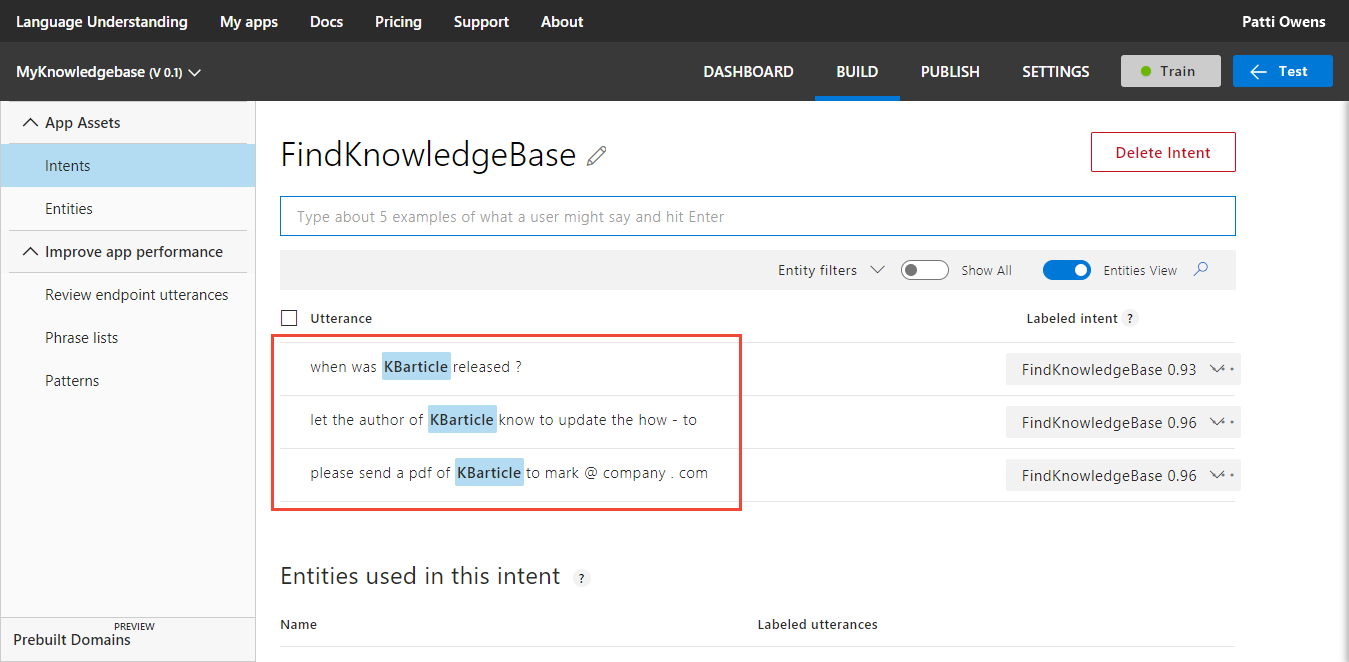 Language Understanding My apps Docs Pricing Support About Patti Owens
MyKnowledgebase (V 0.1) DASHBOARD BUILD PUBLISH SETTINGS Train Test
App Assets
Intents
Entities
Improve app performance
Review endpoint utterances
Phrase lists
Patterns
PREVIEW
Prebuilt Domains
FindKnowledgeBase
Delete Intent
Type about 5 examples of what a user might say and hit Enter
Entity filters Show All Entities View
Utterance Labeled intent ?
when was KBarticle released ? FindKnowledgeBase 0.93
let the author of KBarticle know to update the how - to FindKnowledgeBase 0.96
please send a pdf of KBarticle to mark @ company . com FindKnowledgeBase 0.96
Entities used in this intent ?
Name Labeled utterances